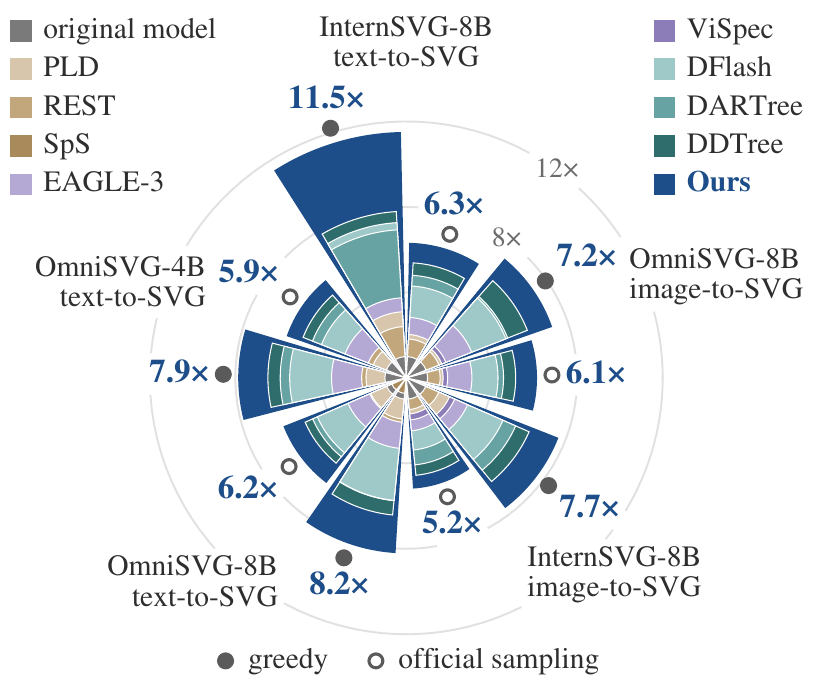 original model
PLD
REST
SpS
EAGLE-3
InternSVG-8B
text-to-SVG
11.5×
ViSpec
DFlash
DARTree
DDTree
Ours
12×
6.3×
8×
7.2×
OmniSVG-8B
image-to-SVG
OmniSVG-4B
text-to-SVG
5.9×
7.9×
6.1×
6.2×
5.2×
7.7×
OmniSVG-8B
text-to-SVG
8.2×
InternSVG-8B
image-to-SVG
greedy
official sampling